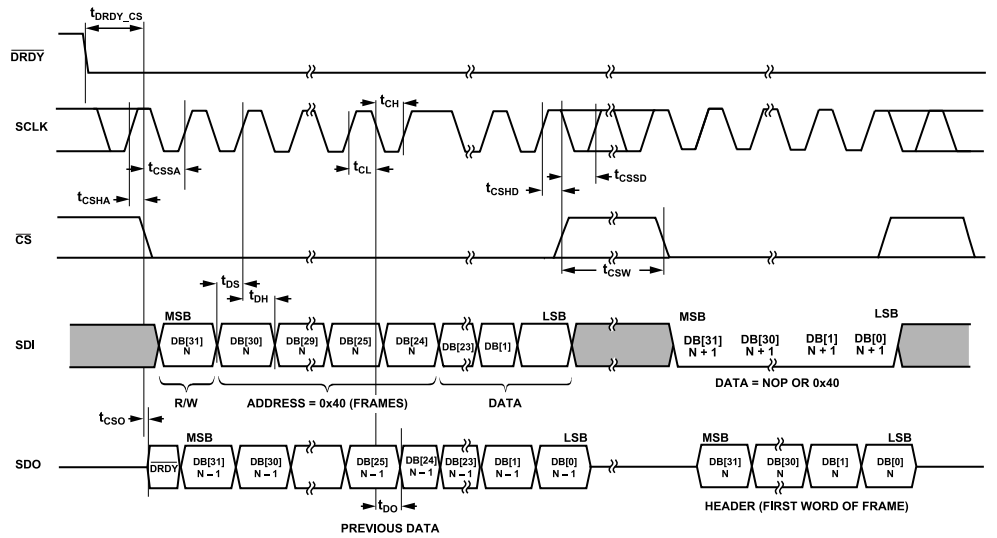 tDRDY_CS
DRDY
tCH
SCLK
tCSSA
tCL
tCSHD
tCSSD
tCSHA
CS
tCSW
tDS
tDH
MSB
LSB
MSB
LSB
SDI
DB[31] N
DB[30] N
DB[29] N
DB[25] N
DB[24] N
DB[23]
DB[1]
DB[31] N + 1
DB[30] N + 1
DB[1] N + 1
DB[0] N + 1
DATA = NOP OR 0x40
R/W
ADDRESS = 0x40 (FRAMES)
DATA
tCSO
MSB
LSB
MSB
LSB
SDO
DRDY
DB[31] N – 1
DB[30] N – 1
DB[25] N – 1
DB[24] N – 1
DB[23] N – 1
DB[1] N – 1
DB[0] N – 1
DB[31] N
DB[30] N
DB[1] N
DB[0] N
tDO
HEADER (FIRST WORD OF FRAME)
PREVIOUS DATA